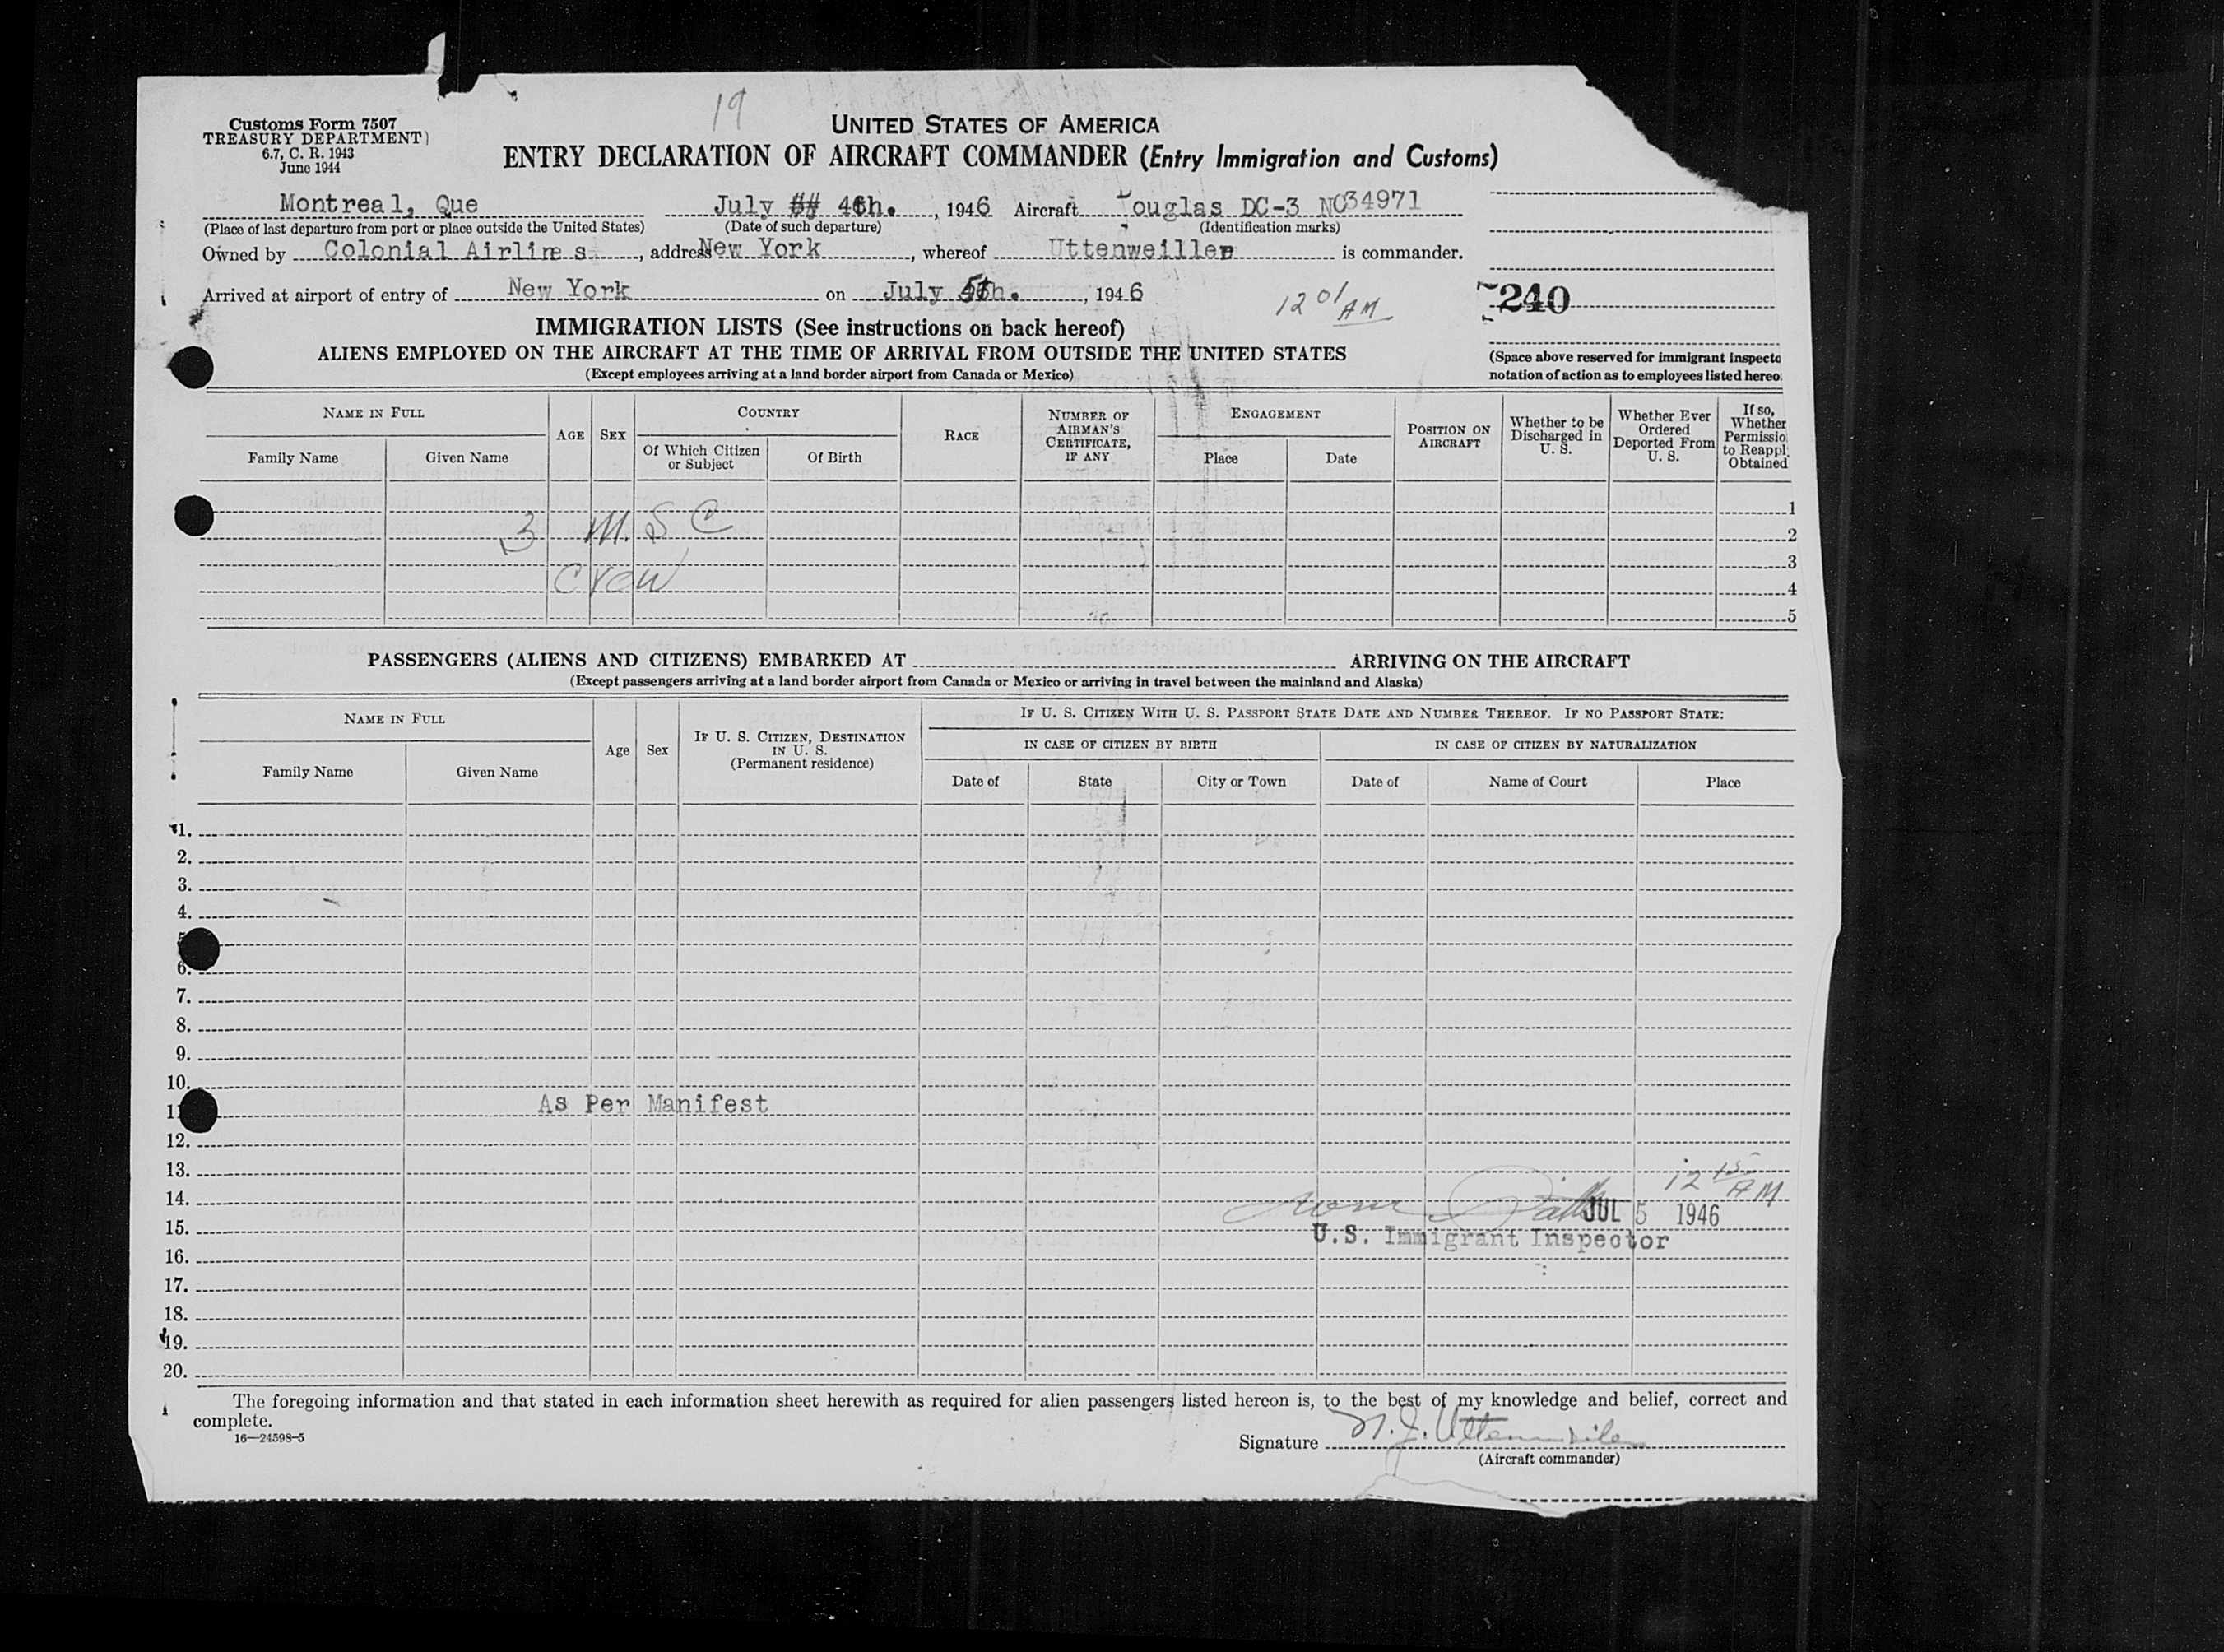 19
Customs Form 7507
TREASURY DEPARTMENT)
6.7, C. R. 1943
June 1944
UNITED STATES OF AMERICA
ENTRY DECLARATION OF AIRCRAFT COMMANDER (Entry Immigration and Customs)
Montreal, Que July ## 4th. , 1946 Aircraft Douglas DC-3 NC34971
(Place of last departure from port or place outside the United States) (Date of such departure) (Identification marks)
Owned by Colonial Airlines , address New York , whereof Uttenweiller is commander.
Arrived at airport of entry of New York on July 5th. , 1946
12 01 AM
240
IMMIGRATION LISTS (See instructions on back hereof)
ALIENS EMPLOYED ON THE AIRCRAFT AT THE TIME OF ARRIVAL FROM OUTSIDE THE UNITED STATES
(Except employees arriving at a land border airport from Canada or Mexico)
(Space above reserved for immigrant inspecto
notation of action as to employees listed hereo
NAME IN FULL
Family Name Given Name
AGE SEX
COUNTRY
Of Which Citizen or Subject
Of Birth
RACE
NUMBER OF AIRMAN'S CERTIFICATE, IF ANY
ENGAGEMENT
Place Date
POSITION ON AIRCRAFT
Whether to be Discharged in U. S.
Whether Ever Ordered Deported From U. S.
If so, Whether Permissio to Reappl Obtained
1
3 M. S C
2
3
crew
4
5
PASSENGERS (ALIENS AND CITIZENS) EMBARKED AT ARRIVING ON THE AIRCRAFT
(Except passengers arriving at a land border airport from Canada or Mexico or arriving in travel between the mainland and Alaska)
NAME IN FULL
Family Name Given Name
Age Sex
IF U. S. CITIZEN, DESTINATION IN U. S.
(Permanent residence)
IF U. S. CITIZEN WITH U. S. PASSPORT STATE DATE AND NUMBER THEREOF. IF NO PASSPORT STATE:
IN CASE OF CITIZEN BY BIRTH IN CASE OF CITIZEN BY NATURALIZATION
Date of State City or Town Date of Name of Court Place
1.
2.
3.
4.
5
6.
7.
8.
9.
10.
11 As Per Manifest
12.
13.
12 15 AM
14.
JUL 5 1946
15.
U.S. Immigrant Inspector
16.
17.
18.
19.
20.
The foregoing information and that stated in each information sheet herewith as required for alien passengers listed hereon is, to the best of my knowledge and belief, correct and
complete.
16—24598-5
Signature N. J. Uttenweiler
(Aircraft commander)